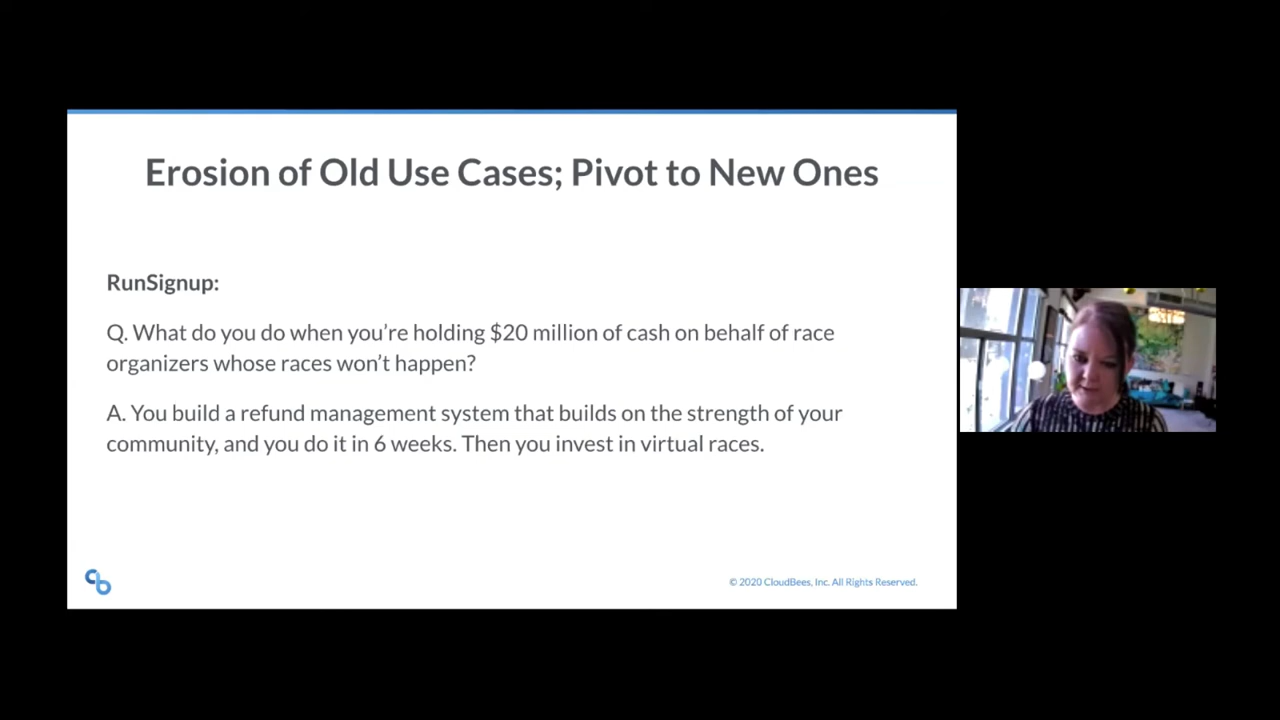 Erosion of Old Use Cases; Pivot to New Ones
RunSignup:
Q. What do you do when you’re holding $20 million of cash on behalf of race
organizers whose races won’t happen?
A. You build a refund management system that builds on the strength of your
community, and you do it in 6 weeks. Then you invest in virtual races.
© 2020 CloudBees, Inc. All Rights Reserved.